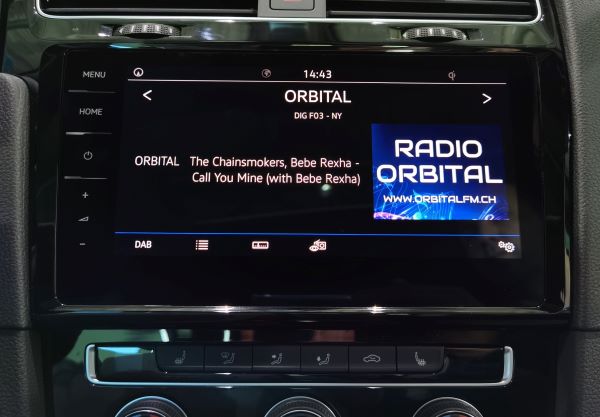 MENU
HOME
+
-
14:43
<
ORBITAL
>
DIG F03 - NY
ORBITAL The Chainsmokers, Bebe Rexha -
Call You Mine (with Bebe Rexha)
RADIO
ORBITAL
WWW.ORBITALFM.CH
DAB